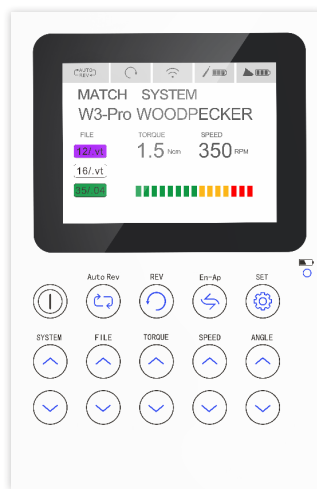 AUTO
REV
MATCH SYSTEM
W3-Pro WOODPECKER
FILE TORQUE SPEED
12/.vt
1.5 Ncm 350 RPM
16/.vt
35/.04
Auto Rev REV En-Ap SET
SYSTEM FILE TORQUE SPEED ANGLE